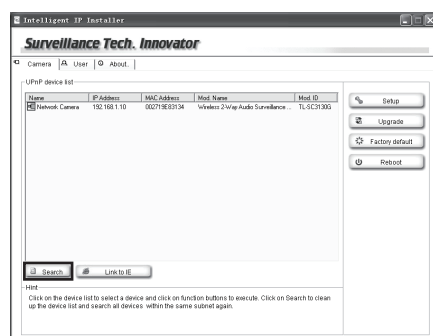 Intelligent IP Installer
Surveillance Tech. Innovator
Camera User About.
UPnP device list
Name IP Address MAC Address Mod. Name Mod. ID
Network Camera 192.168.1.10 002719E83134 Wireless 2-Way Audio Surveillance ... TL-SC3130G
Setup
Upgrade
Factory default
Reboot
Search Link to IE
Hint
Click on the device list to select a device and click on function buttons to execute. Click on Search to clean
up the device list and search all devices within the same subnet again.